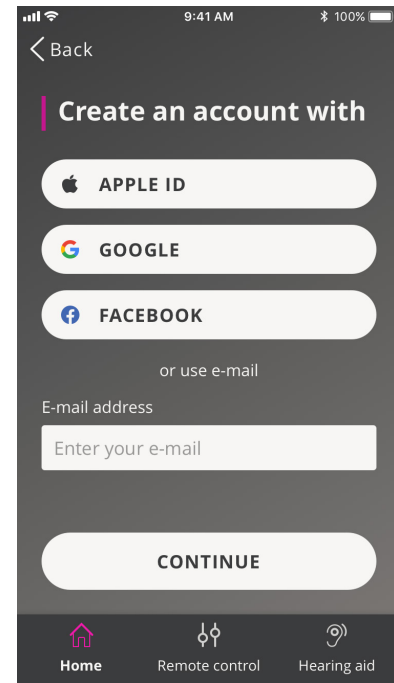 9:41 AM
100%
Back
Create an account with
APPLE ID
GOOGLE
FACEBOOK
or use e-mail
E-mail address
Enter your e-mail
CONTINUE
Home
Remote control
Hearing aid